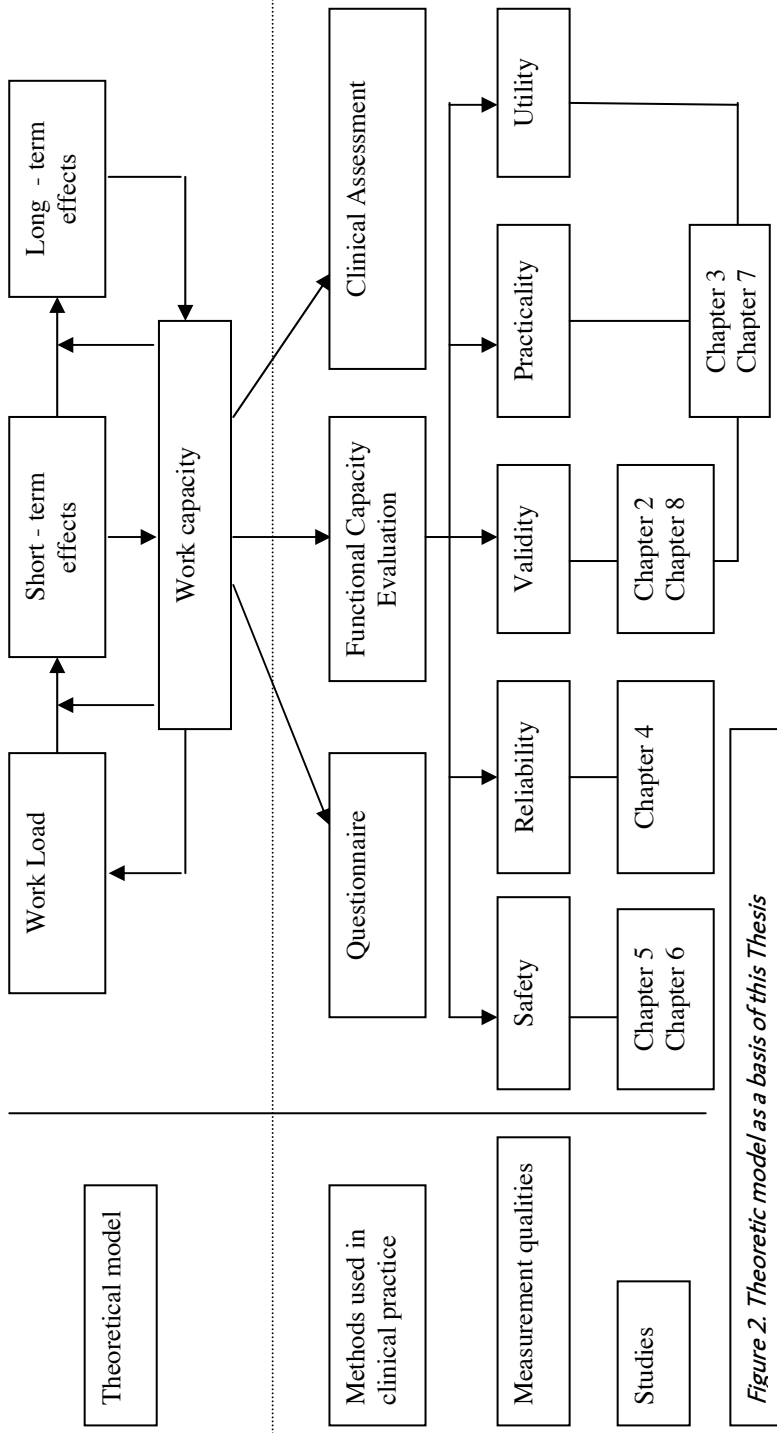 Theoretical model
Work Load
Short - term
effects
Long - term
effects
Work capacity
Methods used in
clinical practice
Questionnaire
Functional Capacity
Evaluation
Clinical Assessment
Measurement qualities
Safety
Reliability
Validity
Practicality
Utility
Studies
Chapter 5
Chapter 6
Chapter 4
Chapter 2
Chapter 8
Chapter 3
Chapter 7
Figure 2. Theoretic model as a basis of this Thesis